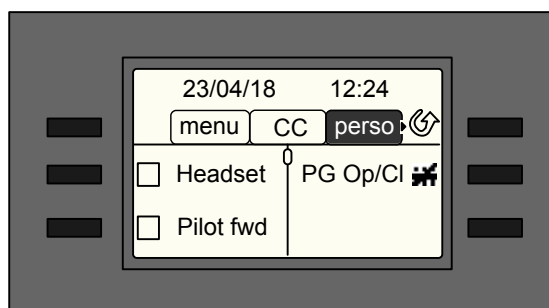 23/04/18 12:24
menu CC perso
Headset PG Op/Cl
Pilot fwd